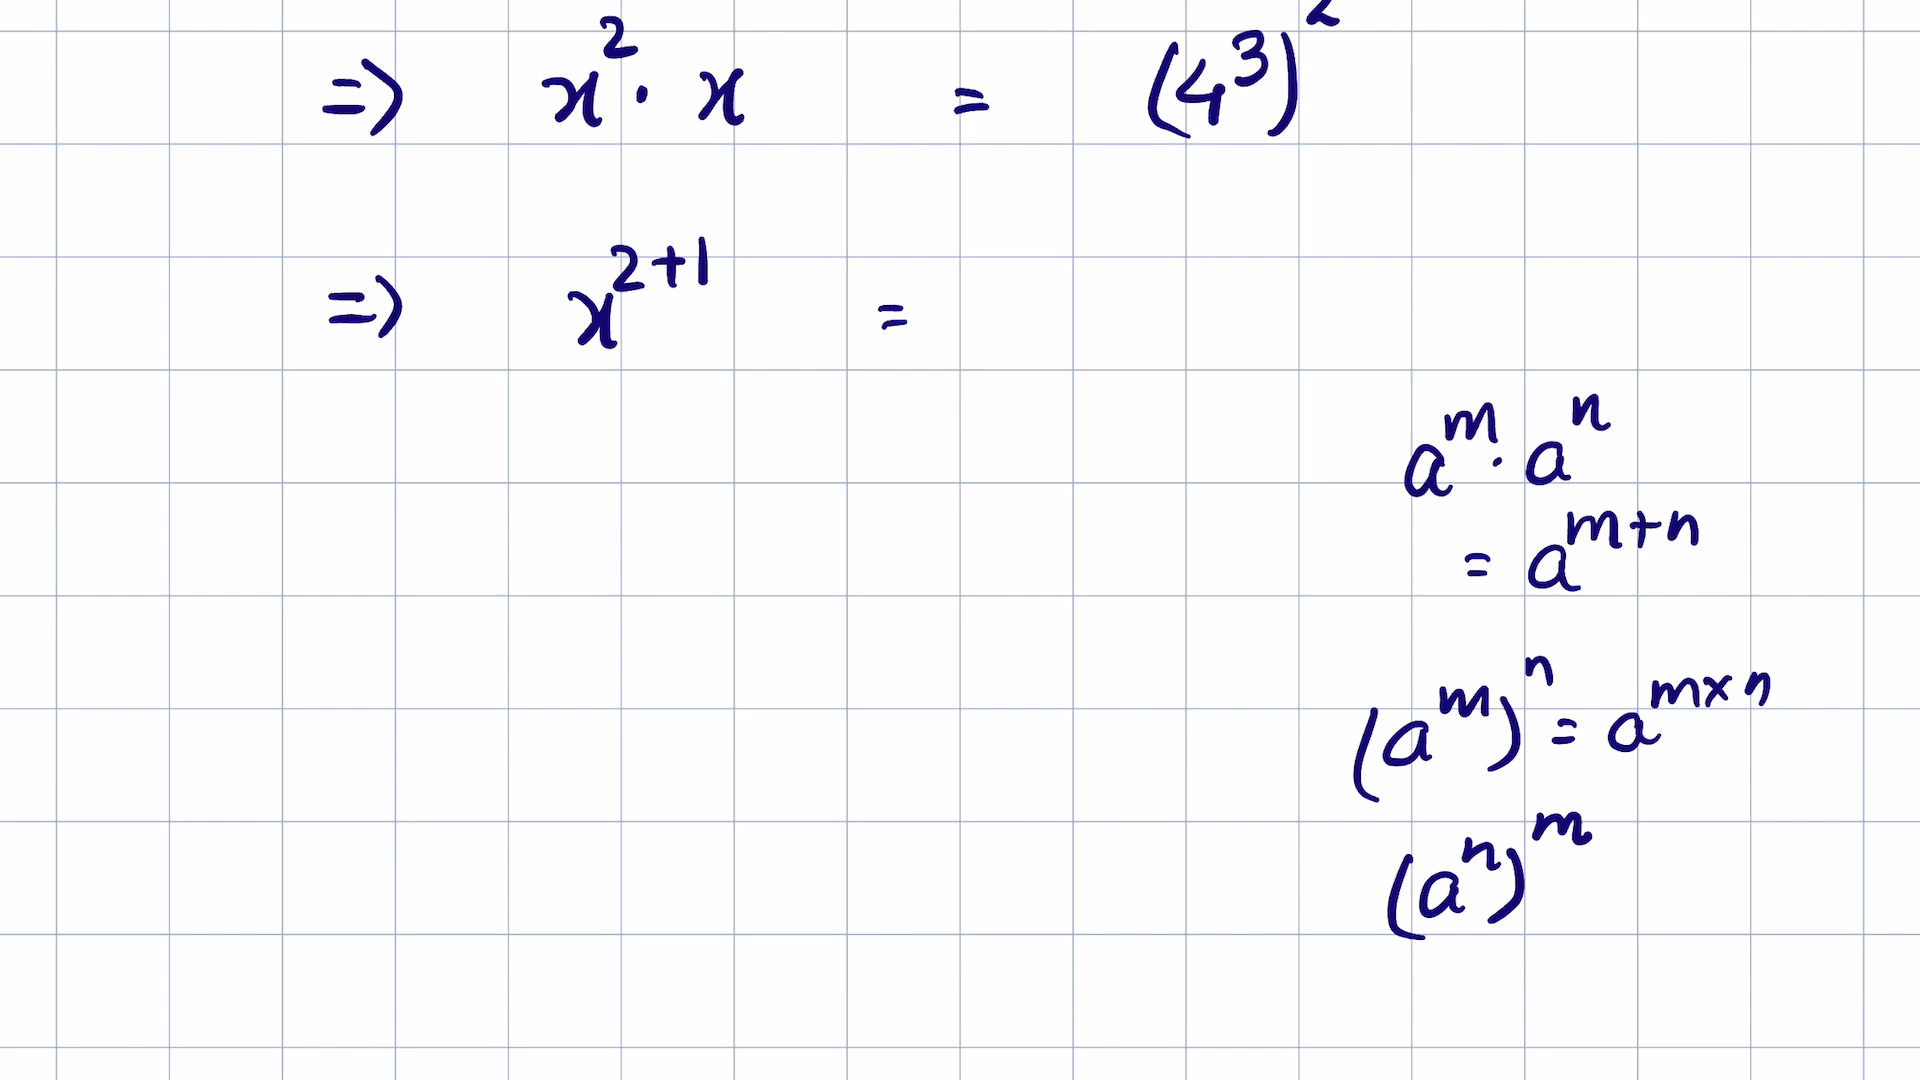 => x² · x = (4³)²
=> x²⁺¹ =
aᵐ · aⁿ
= aᵐ⁺ⁿ
(aᵐ)ⁿ = aᵐˣⁿ
(aⁿ)ᵐ